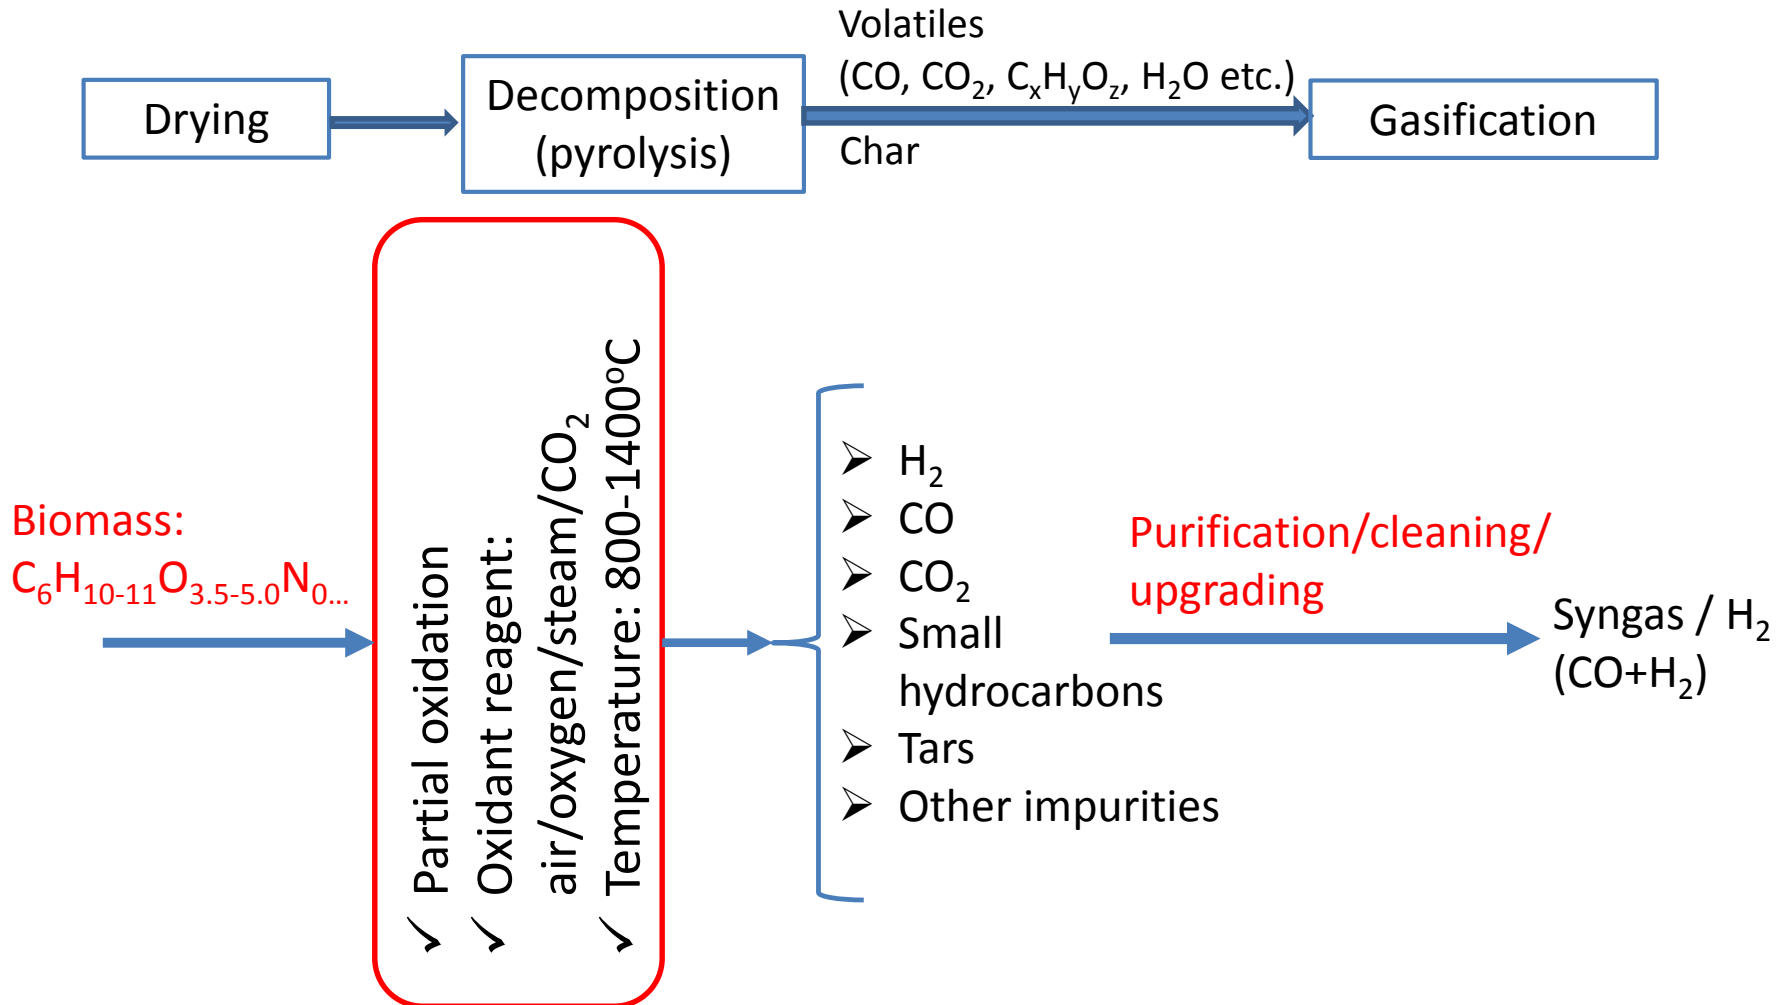 Volatiles
(CO, CO₂, CₓHᵧO_z, H₂O etc.)
Drying
Decomposition
(pyrolysis)
Char
Gasification
Biomass:
C₆H₁₀₋₁₁O₃.₅₋₅.₀N₀...
✓ Partial oxidation
✓ Oxidant reagent:
air/oxygen/steam/CO₂
✓ Temperature: 800-1400ºC
➢ H₂
➢ CO
➢ CO₂
➢ Small
hydrocarbons
➢ Tars
➢ Other impurities
Purification/cleaning/
upgrading
Syngas / H₂
(CO+H₂)